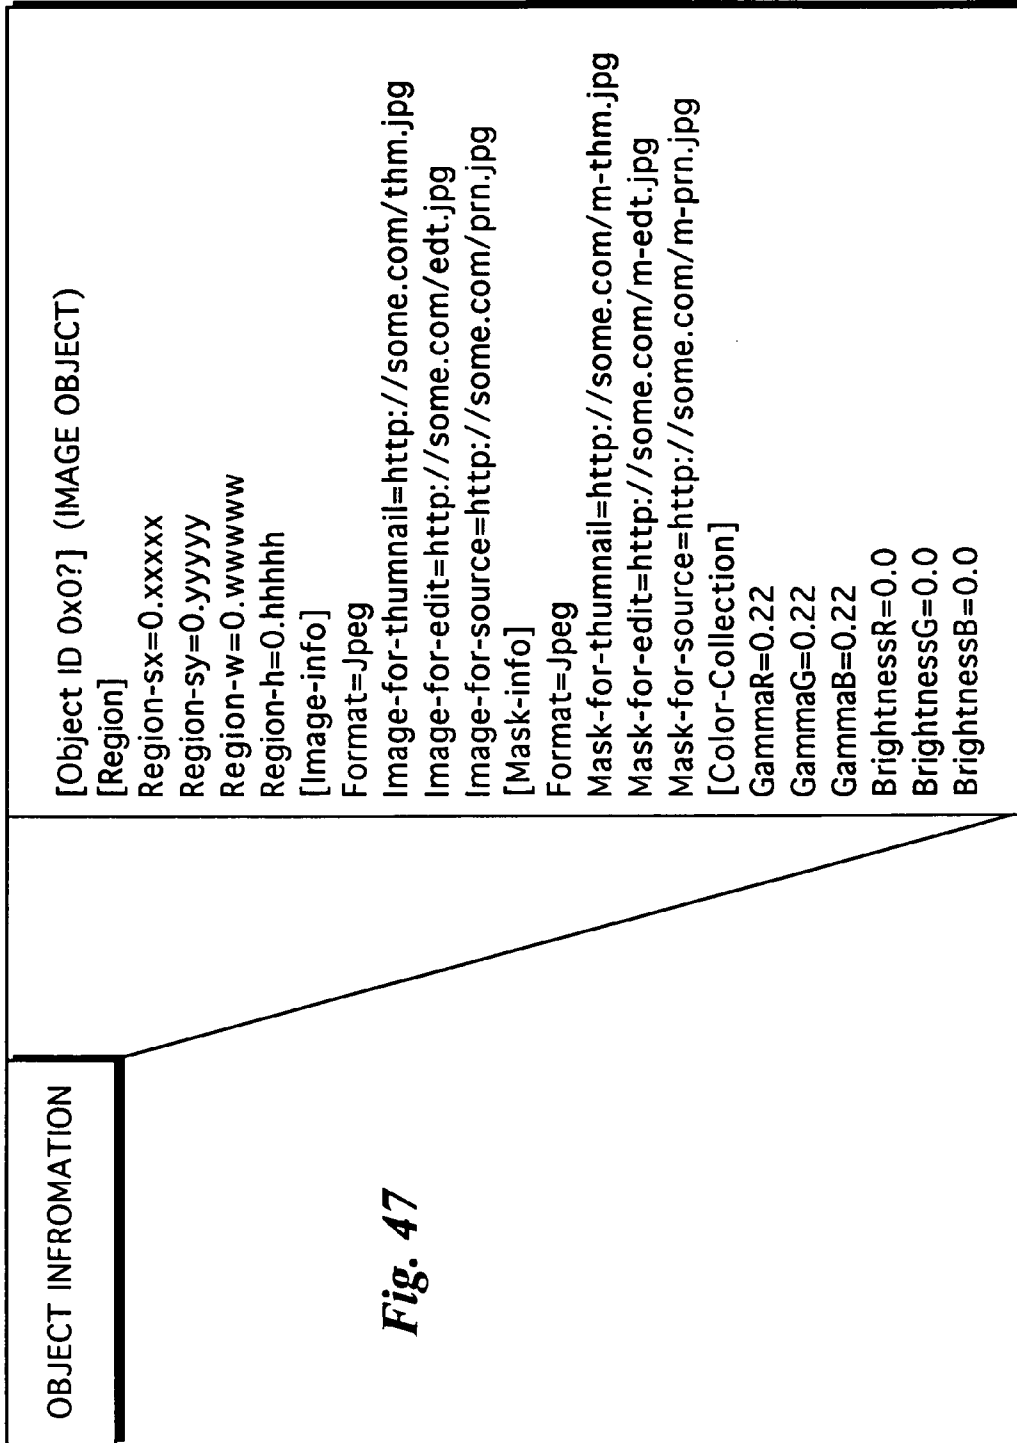 OBJECT INFROMATION
[Object ID 0x0?] (IMAGE OBJECT)
[Region]
Region-sx=0.xxxxx
Region-sy=0.yyyyy
Region-w=0.wwwww
Region-h=0.hhhhh
[Image-info]
Format=Jpeg
Image-for-thumnail=http://some.com/thm.jpg
Image-for-edit=http://some.com/edt.jpg
Image-for-source=http://some.com/prn.jpg
[Mask-info]
Format=Jpeg
Mask-for-thumnail=http://some.com/m-thm.jpg
Mask-for-edit=http://some.com/m-edt.jpg
Mask-for-source=http://some.com/m-prn.jpg
[Color-Collection]
GammaR=0.22
GammaG=0.22
GammaB=0.22
BrightnessR=0.0
BrightnessG=0.0
BrightnessB=0.0
Fig. 47